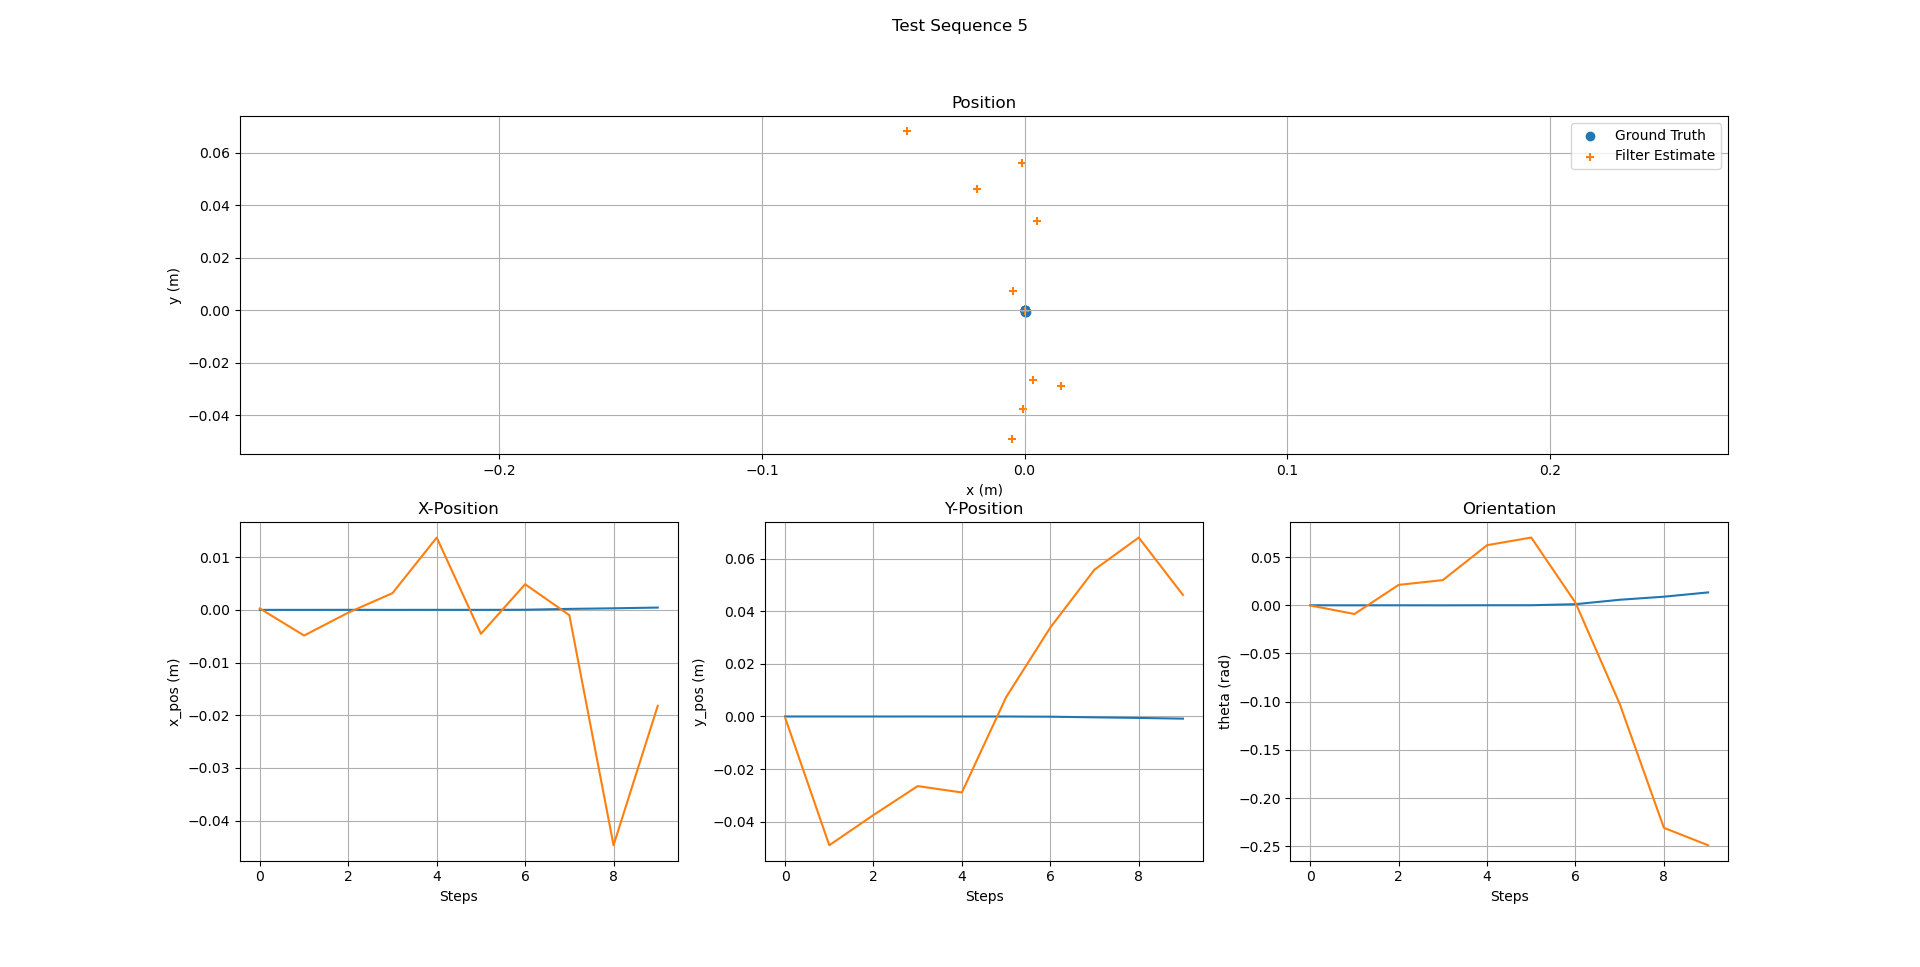 Test Sequence 5
Position
Ground Truth
Filter Estimate
0.06
0.04
0.02
0.00
−0.02
−0.04
y (m)
−0.2 −0.1 0.0 0.1 0.2
x (m)
X-Position
0.01
0.00
−0.01
−0.02
−0.03
−0.04
x_pos (m)
0 2 4 6 8
Steps
Y-Position
0.06
0.04
0.02
0.00
−0.02
−0.04
y_pos (m)
0 2 4 6 8
Steps
Orientation
0.05
0.00
−0.05
−0.10
−0.15
−0.20
−0.25
theta (rad)
0 2 4 6 8
Steps